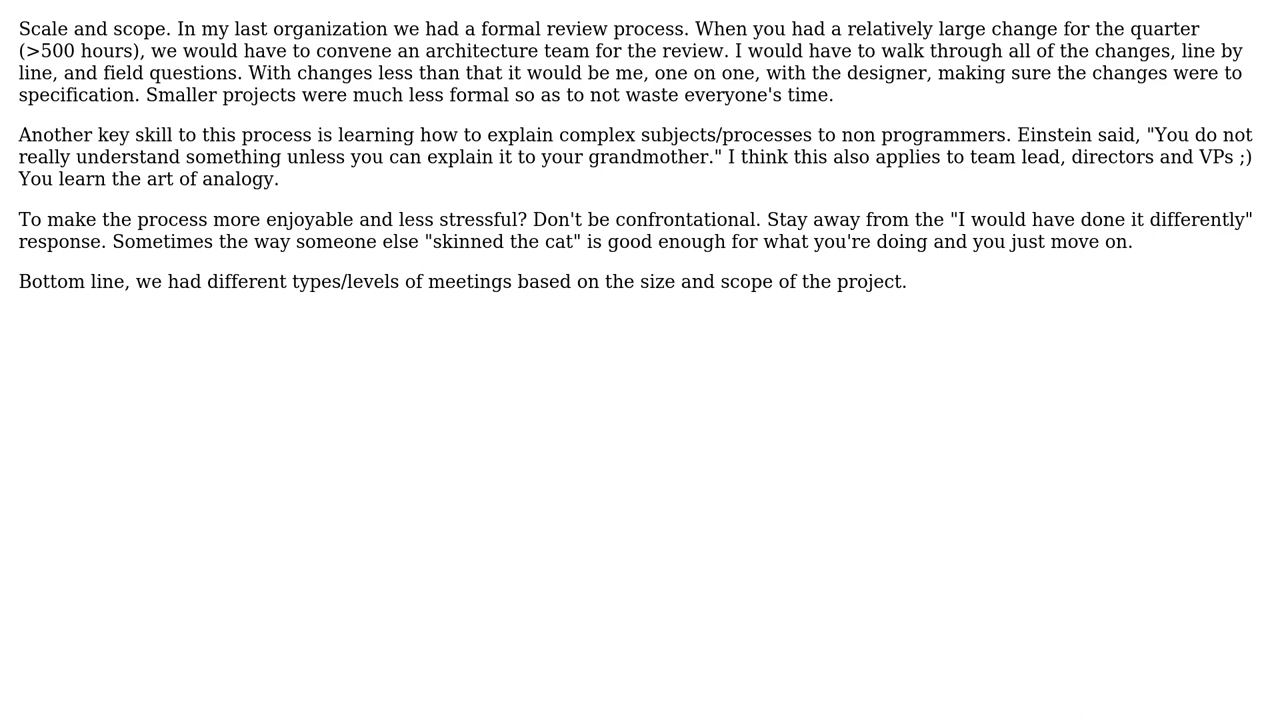 Scale and scope. In my last organization we had a formal review process. When you had a relatively large change for the quarter
(>500 hours), we would have to convene an architecture team for the review. I would have to walk through all of the changes, line by
line, and field questions. With changes less than that it would be me, one on one, with the designer, making sure the changes were to
specification. Smaller projects were much less formal so as to not waste everyone's time.
Another key skill to this process is learning how to explain complex subjects/processes to non programmers. Einstein said, "You do not
really understand something unless you can explain it to your grandmother." I think this also applies to team lead, directors and VPs ;)
You learn the art of analogy.
To make the process more enjoyable and less stressful? Don't be confrontational. Stay away from the "I would have done it differently"
response. Sometimes the way someone else "skinned the cat" is good enough for what you're doing and you just move on.
Bottom line, we had different types/levels of meetings based on the size and scope of the project.